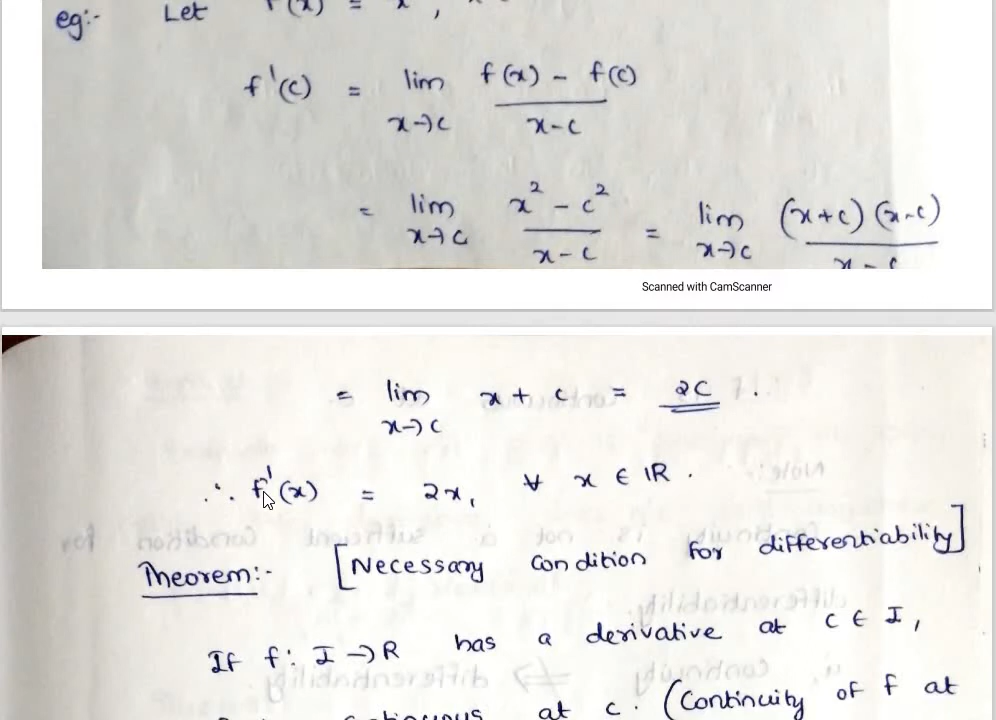 eg:- Let f(x) = x ,
f'(c) = lim x→c f(x) - f(c) / x-c
= lim x→c x² - c² / x-c = lim x→c (x+c)(x-c) / x-c
Scanned with CamScanner
= lim x→c x + c = 2c.
∴ f'(x) = 2x, ∀ x ∈ IR.
Theorem:- [Necessary Condition for differentiability]
If f: I → R has a derivative at c ∈ I,
at c. (Continuity of f at